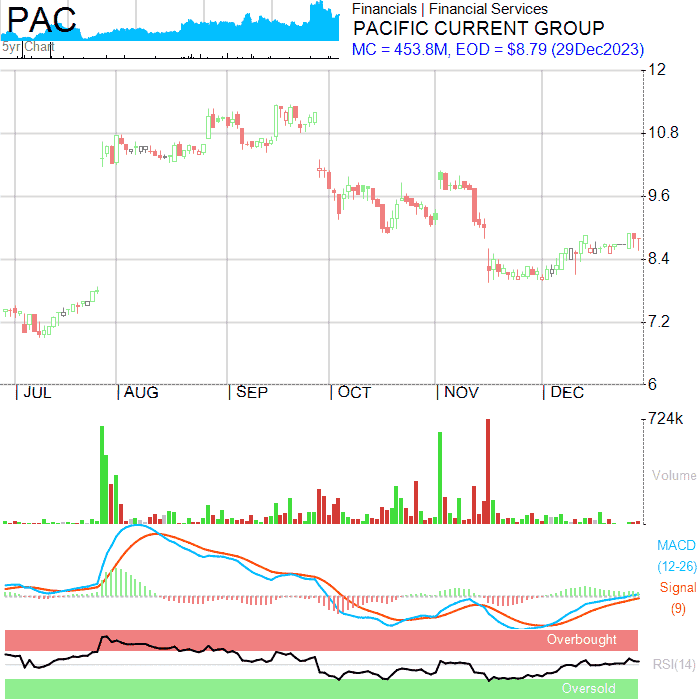 PAC
5yr Chart
Financials | Financial Services
PACIFIC CURRENT GROUP
MC = 453.8M, EOD = $8.79 (29Dec2023)
12
10.8
9.6
8.4
7.2
6
JUL AUG SEP OCT NOV DEC
724k
Volume
MACD
(12-26)
Signal
(9)
Overbought
RSI(14)
Oversold